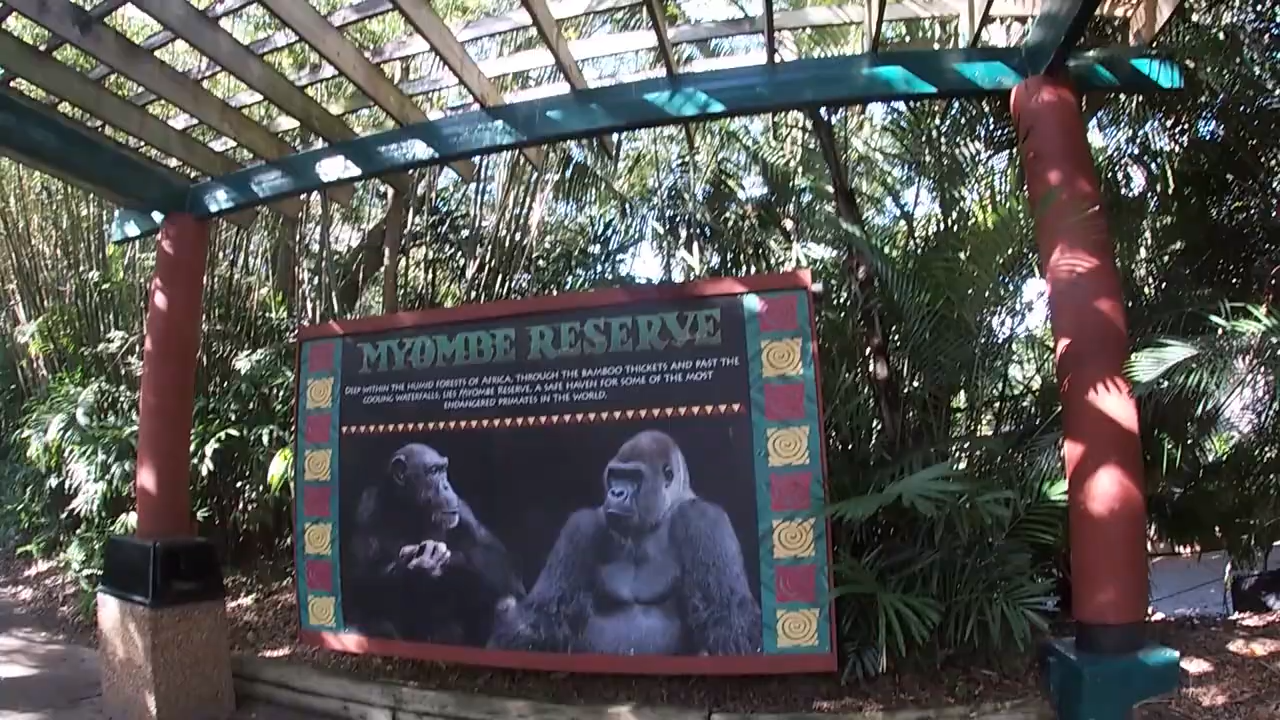 MYOMBE RESERVE
DEEP WITHIN THE HUMID FORESTS OF AFRICA, THROUGH THE BAMBOO THICKETS AND PAST THE
COOLING WATERFALLS, LIES MYOMBE RESERVE, A SAFE HAVEN FOR SOME OF THE MOST
ENDANGERED PRIMATES IN THE WORLD.